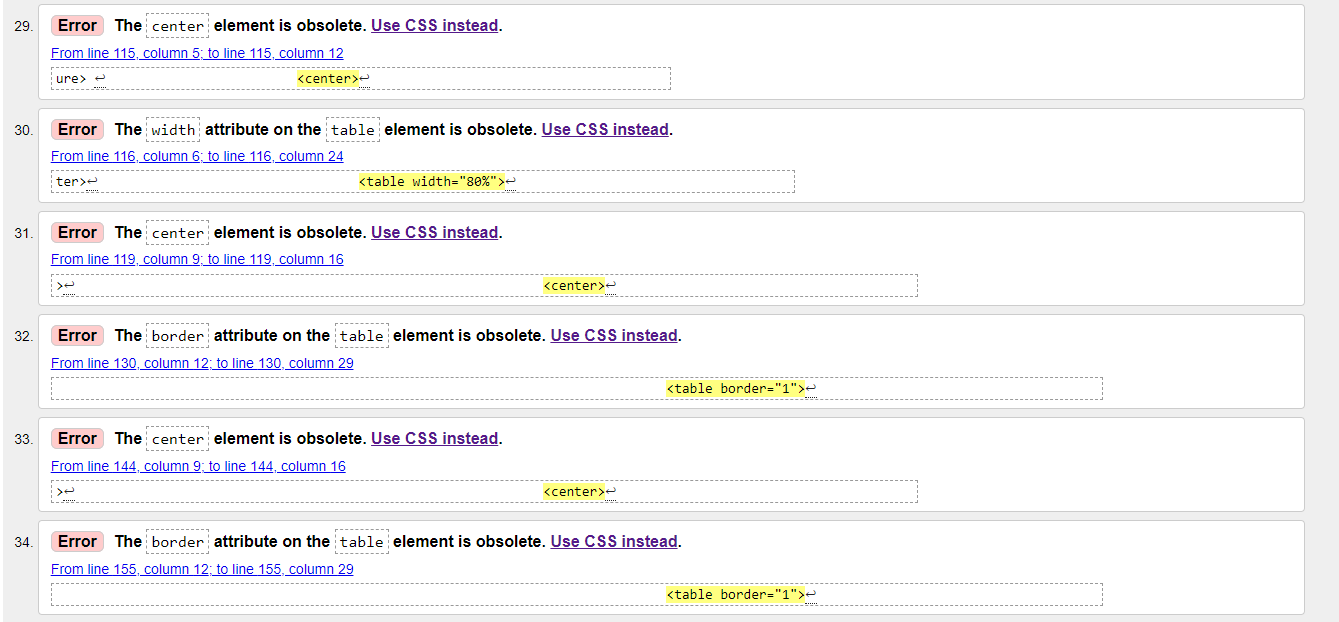 29. Error The center element is obsolete. Use CSS instead.
From line 115, column 5; to line 115, column 12
ure> ↩ <center>↩
30. Error The width attribute on the table element is obsolete. Use CSS instead.
From line 116, column 6; to line 116, column 24
ter>↩ <table width="80%">↩
31. Error The center element is obsolete. Use CSS instead.
From line 119, column 9; to line 119, column 16
>↩ <center>↩
32. Error The border attribute on the table element is obsolete. Use CSS instead.
From line 130, column 12; to line 130, column 29
<table border="1">↩
33. Error The center element is obsolete. Use CSS instead.
From line 144, column 9; to line 144, column 16
>↩ <center>↩
34. Error The border attribute on the table element is obsolete. Use CSS instead.
From line 155, column 12; to line 155, column 29
<table border="1">↩